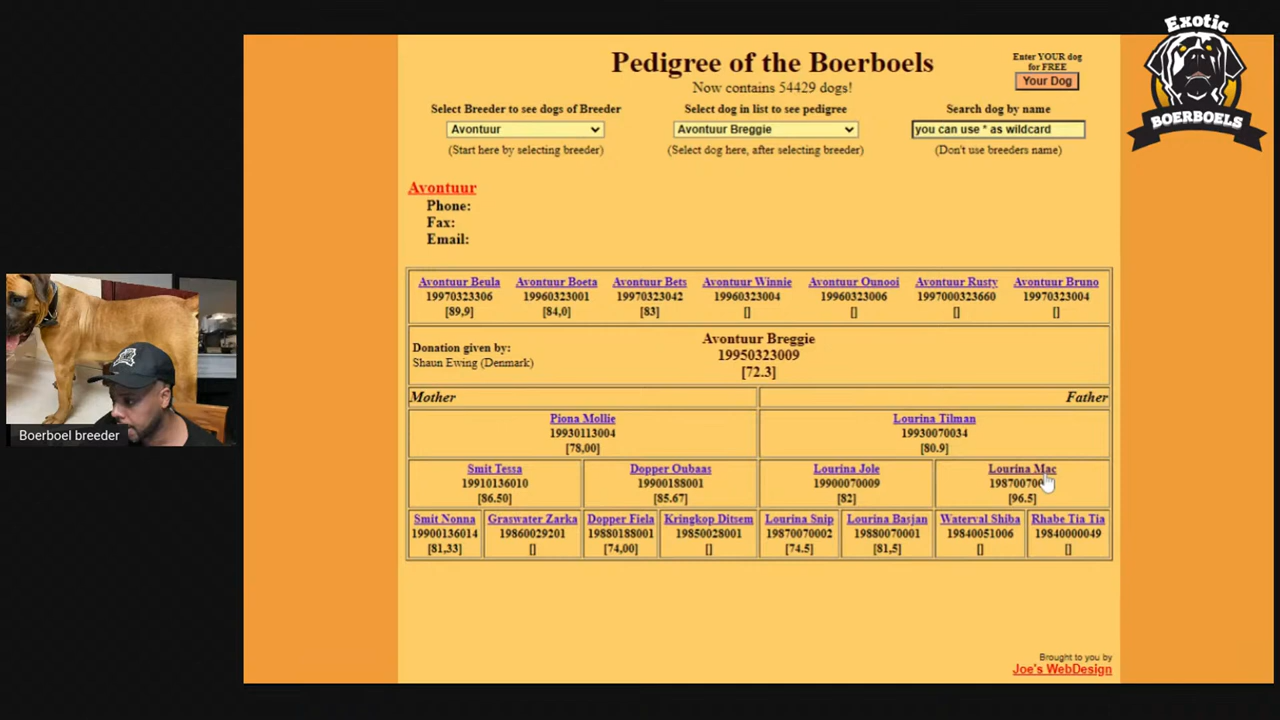 Exotic
BOERBOELS
Pedigree of the Boerboels
Now contains 54429 dogs!
Enter YOUR dog
for FREE
Your Dog
Select Breeder to see dogs of Breeder
Avontuur
(Start here by selecting breeder)
Select dog in list to see pedigree
Avontuur Breggie
(Select dog here, after selecting breeder)
Search dog by name
you can use * as wildcard
(Don't use breeders name)
Avontuur
Phone:
Fax:
Email:
Avontuur Beula Avontuur Boeta Avontuur Bets Avontuur Winnie Avontuur Ounooi Avontuur Rusty Avontuur Bruno
19970323306 19960323001 19970323042 19960323004 19960323006 1997000323660 19970323004
[89,9] [84,0] [83] [] [] [] []
Donation given by:
Shaun Ewing (Denmark)
Avontuur Breggie
19950323009
[72.3]
Mother Father
Piona Mollie Lourina Tilman
19930113004 19930070034
[78,00] [80.9]
Smit Tessa Dopper Oubaas Lourina Jole Lourina Mac
19910136010 19900188001 19900070009
[86.50] [85.67] [82] [96.5]
Smit Nonna Graswater Zarka Dopper Fiela Kringkop Ditsem Lourina Snip Lourina Basjan Waterval Shiba Rhabe Tia Tia
19900136014 19860029201 19880188001 19850028001 19870070002 19880070001 19840051006 19840000049
[81,33] [] [74,00] [] [74.5] [81,5] [] []
Boerboel breeder
Brought to you by
Joe's WebDesign